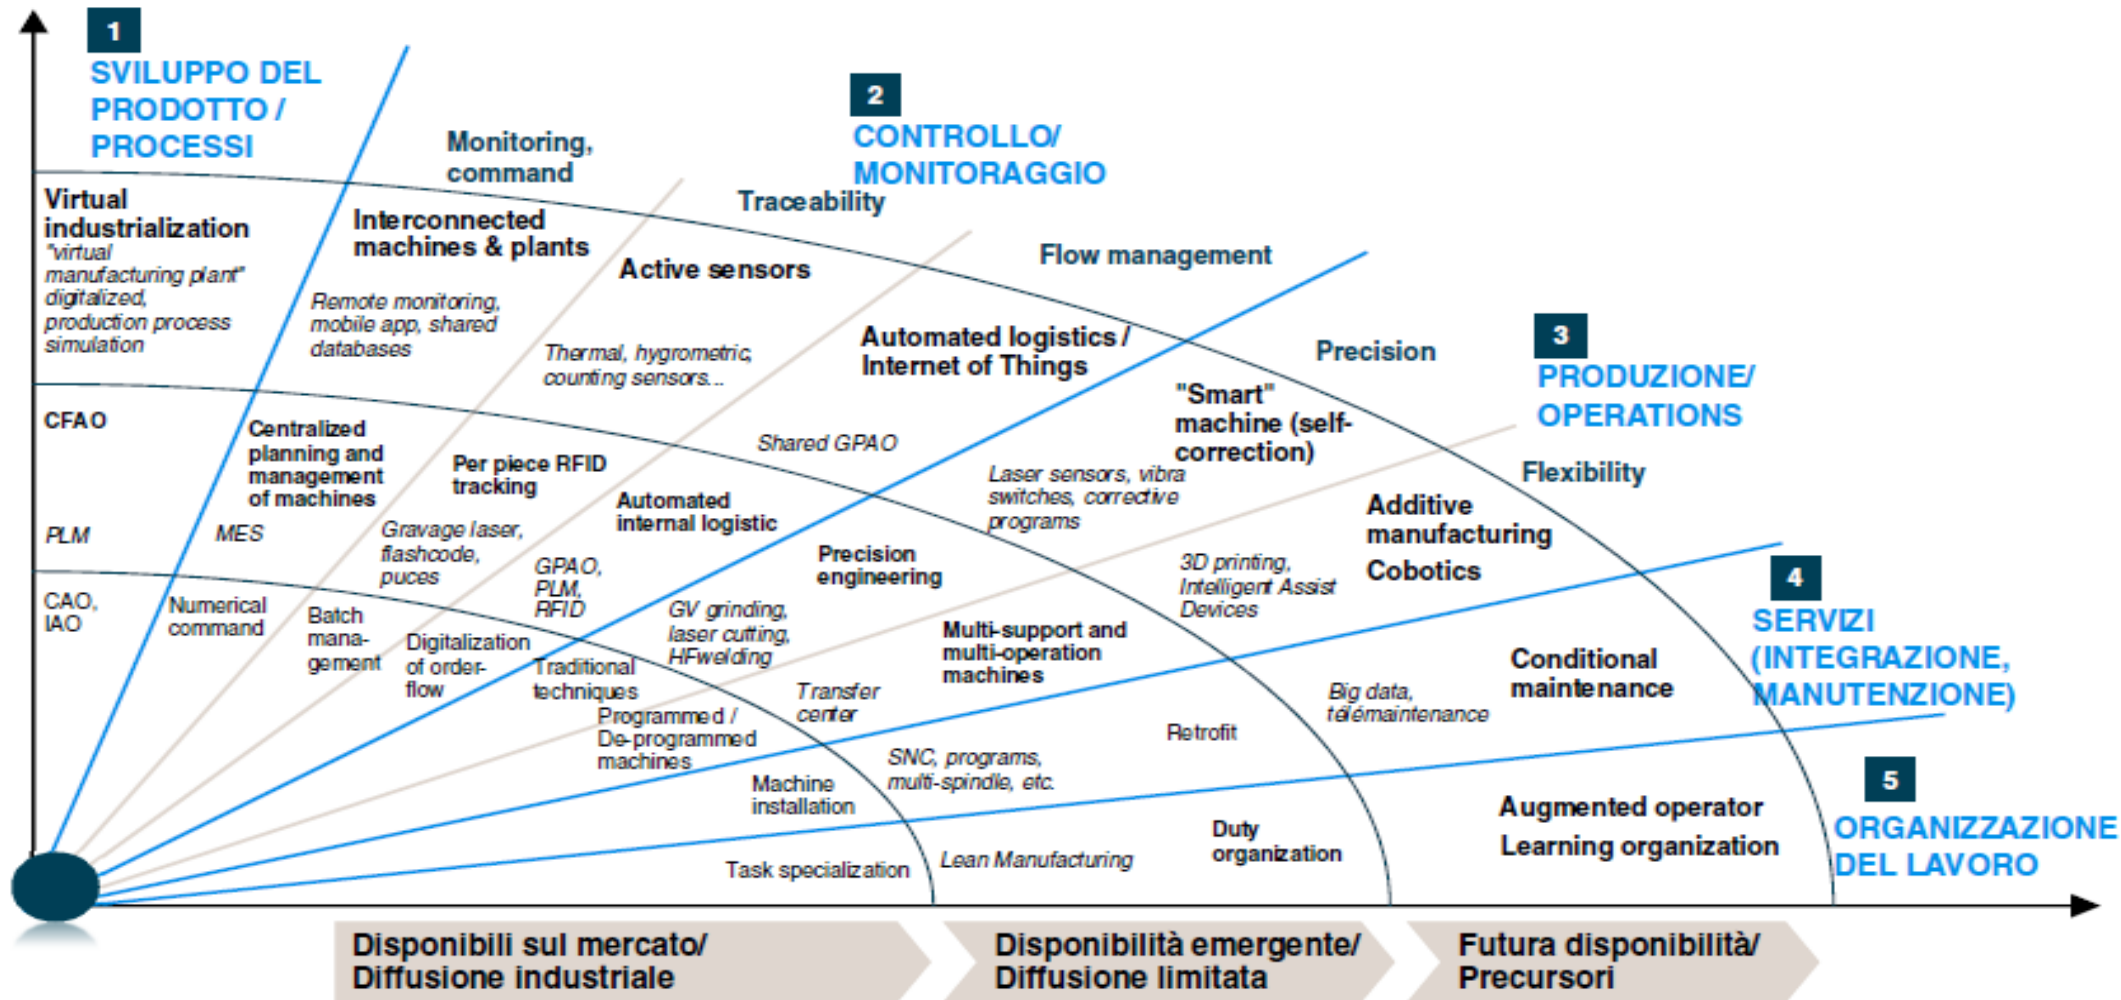 1
SVILUPPO DEL
PRODOTTO /
PROCESSI
2
CONTROLLO/
MONITORAGGIO
Monitoring,
command
Traceability
Flow management
3
PRODUZIONE/
OPERATIONS
Precision
Flexibility
4
SERVIZI
(INTEGRAZIONE,
MANUTENZIONE)
5
ORGANIZZAZIONE
DEL LAVORO
Virtual
industrialization
"virtual
manufacturing plant"
digitalized,
production process
simulation
Interconnected
machines & plants
Remote monitoring,
mobile app, shared
databases
Active sensors
Thermal, hygrometric,
counting sensors...
Automated logistics /
Internet of Things
Shared GPAO
"Smart"
machine (self-
correction)
Laser sensors, vibra
switches, corrective
programs
Additive
manufacturing
Cobotics
3D printing,
Intelligent Assist
Devices
Conditional
maintenance
Big data,
télémaintenance
Augmented operator
Learning organization
CFAO
PLM
Centralized
planning and
management
of machines
MES
Per piece RFID
tracking
Gravage laser,
flashcode,
puces
Automated
internal logistic
GPAO,
PLM,
RFID
Precision
engineering
GV grinding,
laser cutting,
HFwelding
Multi-support and
multi-operation
machines
Transfer
center
Retrofit
SNC, programs,
multi-spindle, etc.
Duty
organization
Lean Manufacturing
CAO,
IAO
Numerical
command
Batch
mana-
gement
Digitalization
of order-
flow
Traditional
techniques
Programmed /
De-programmed
machines
Machine
installation
Task specialization
Disponibili sul mercato/
Diffusione industriale
Disponibilità emergente/
Diffusione limitata
Futura disponibilità/
Precursori